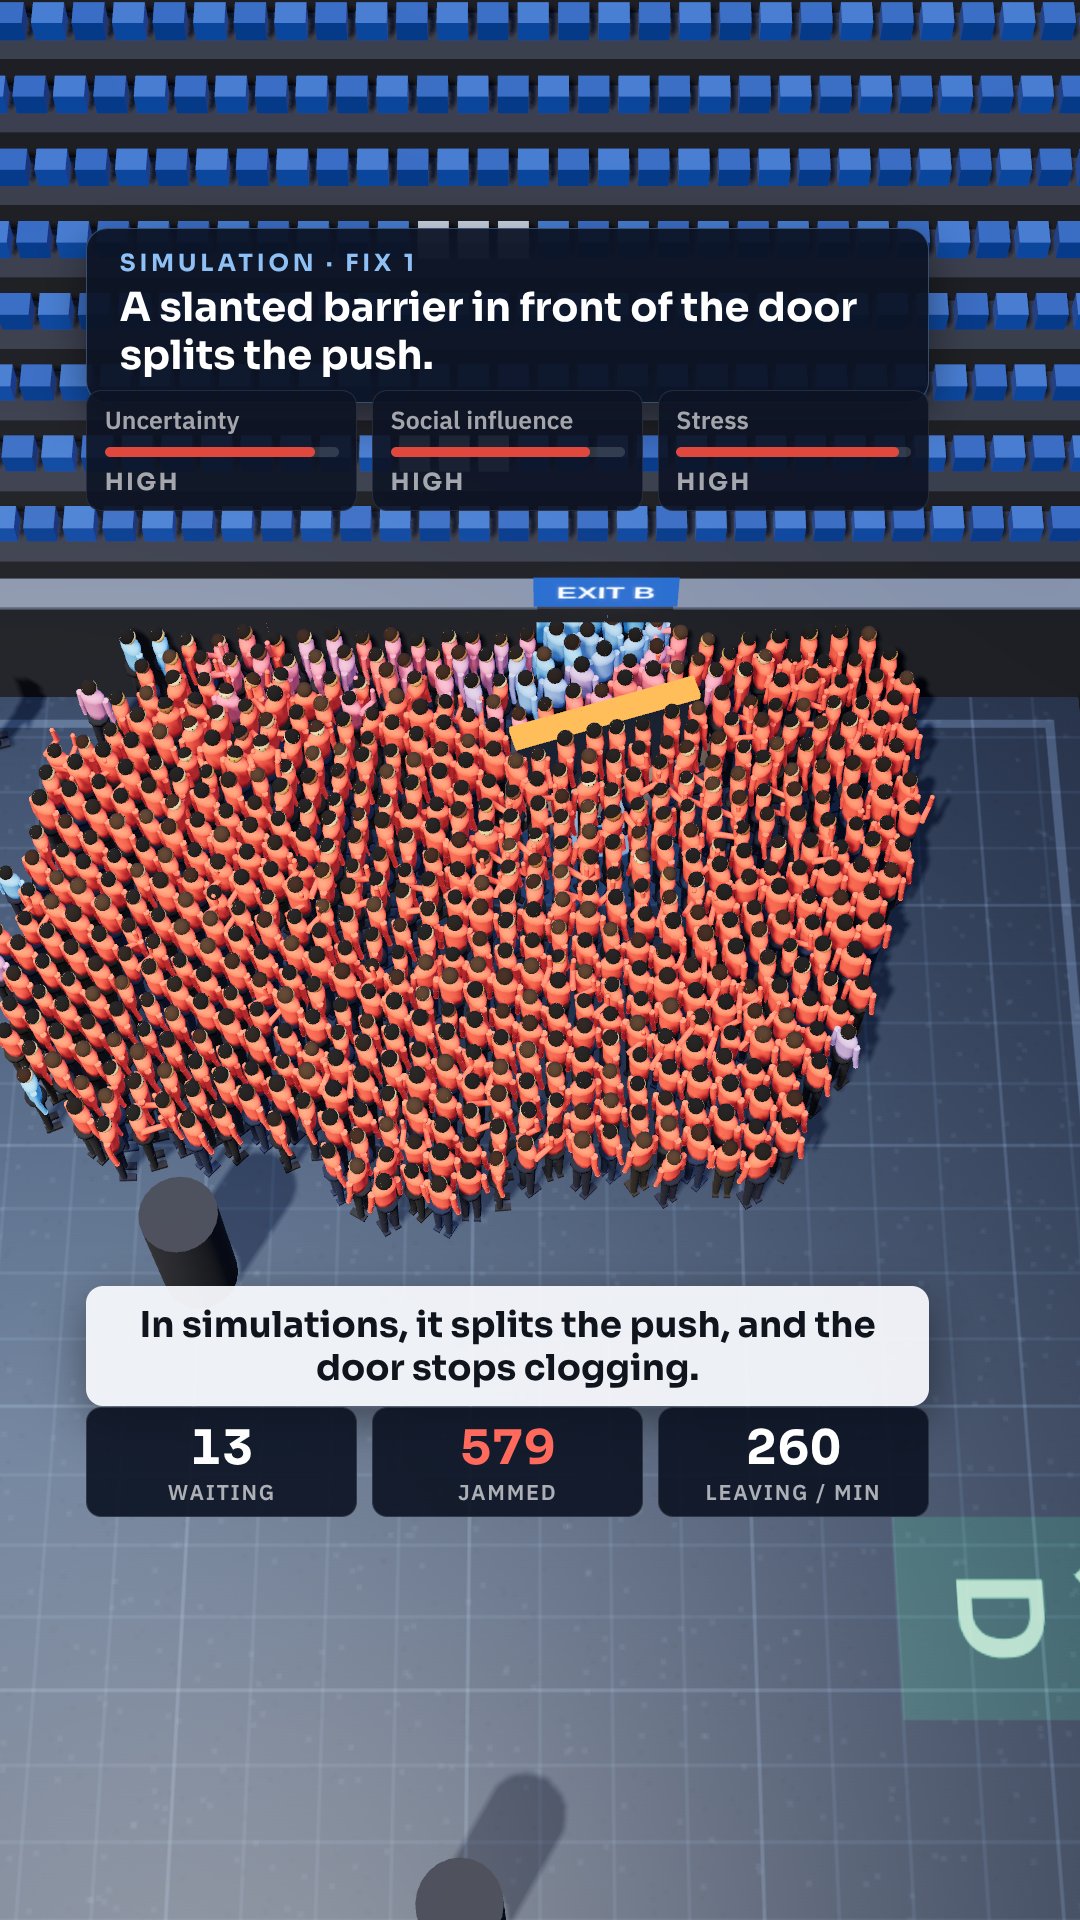 SIMULATION · FIX 1
A slanted barrier in front of the door
splits the push.
Uncertainty
HIGH
Social influence
HIGH
Stress
HIGH
EXIT B
In simulations, it splits the push, and the
door stops clogging.
13
WAITING
579
JAMMED
260
LEAVING / MIN
D